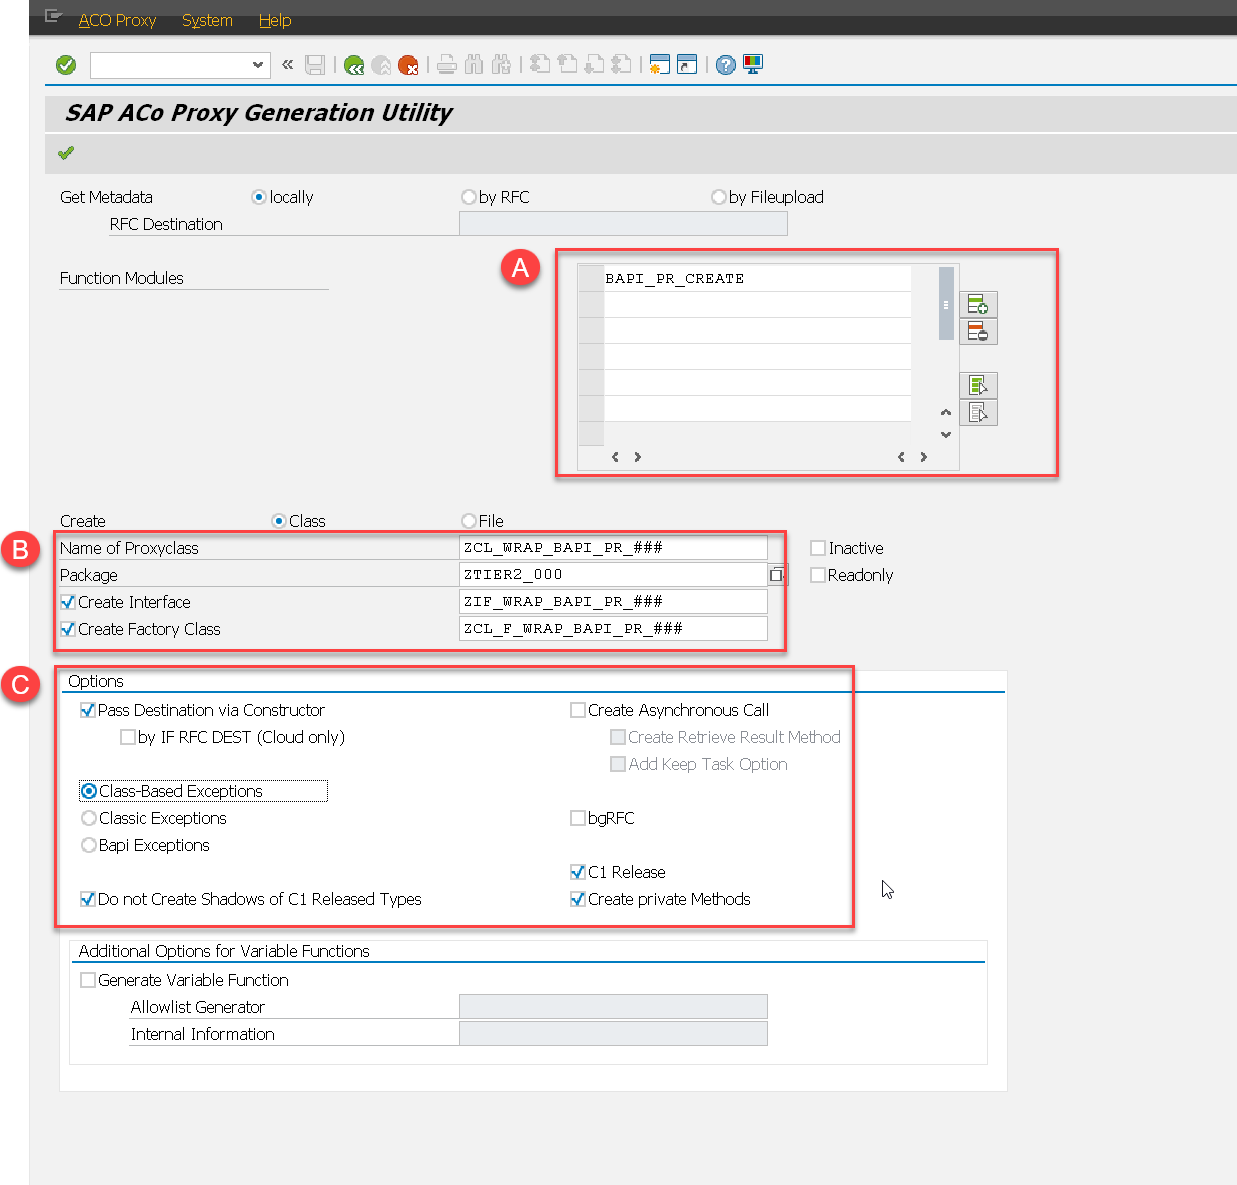 ACO Proxy System Help
SAP ACo Proxy Generation Utility
Get Metadata locally by RFC by Fileupload
RFC Destination
A
Function Modules BAPI_PR_CREATE
Create Class File
B
Name of Proxyclass ZCL_WRAP_BAPI_PR_### Inactive
Package ZTIER2_000 Readonly
Create Interface ZIF_WRAP_BAPI_PR_###
Create Factory Class ZCL_F_WRAP_BAPI_PR_###
C
Options
Pass Destination via Constructor Create Asynchronous Call
by IF RFC DEST (Cloud only) Create Retrieve Result Method
Add Keep Task Option
Class-Based Exceptions
Classic Exceptions bgRFC
Bapi Exceptions
C1 Release
Do not Create Shadows of C1 Released Types Create private Methods
Additional Options for Variable Functions
Generate Variable Function
Allowlist Generator
Internal Information